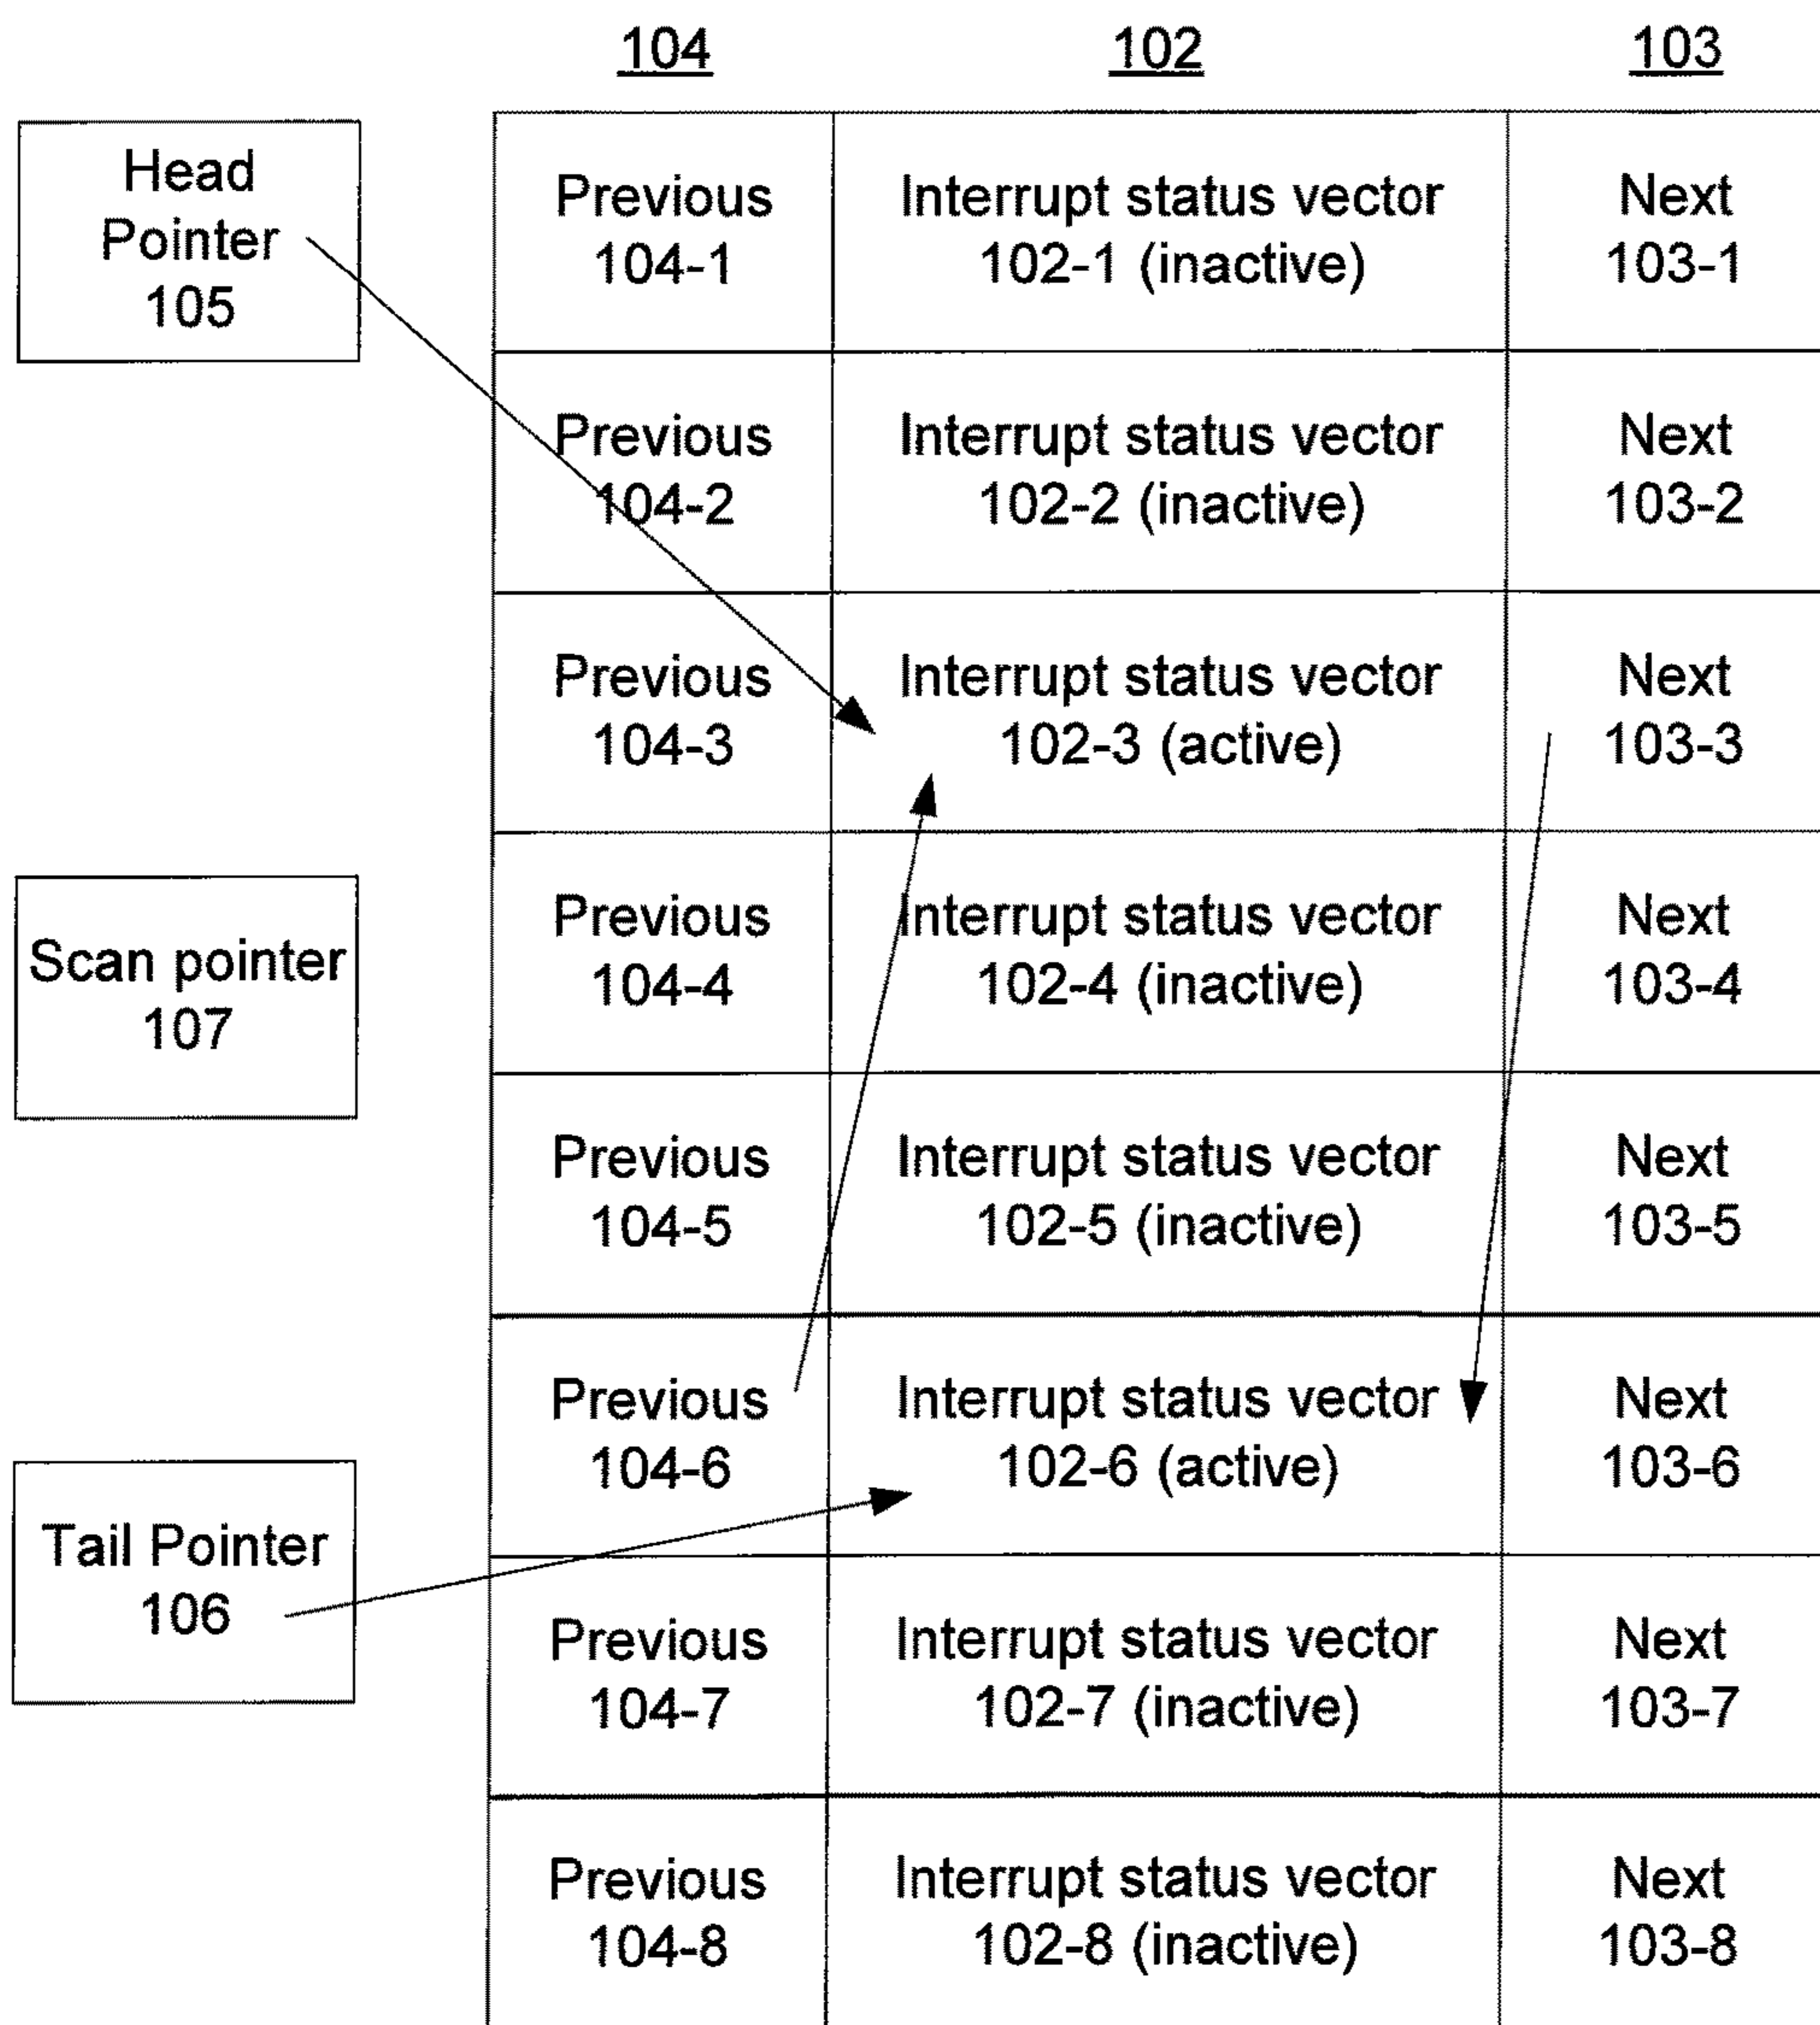 104
102
103
Head
Pointer
105
Previous
104-1
Interrupt status vector
102-1 (inactive)
Next
103-1
Previous
104-2
Interrupt status vector
102-2 (inactive)
Next
103-2
Previous
104-3
Interrupt status vector
102-3 (active)
Next
103-3
Scan pointer
107
Previous
104-4
Interrupt status vector
102-4 (inactive)
Next
103-4
Previous
104-5
Interrupt status vector
102-5 (inactive)
Next
103-5
Previous
104-6
Interrupt status vector
102-6 (active)
Next
103-6
Tail Pointer
106
Previous
104-7
Interrupt status vector
102-7 (inactive)
Next
103-7
Previous
104-8
Interrupt status vector
102-8 (inactive)
Next
103-8